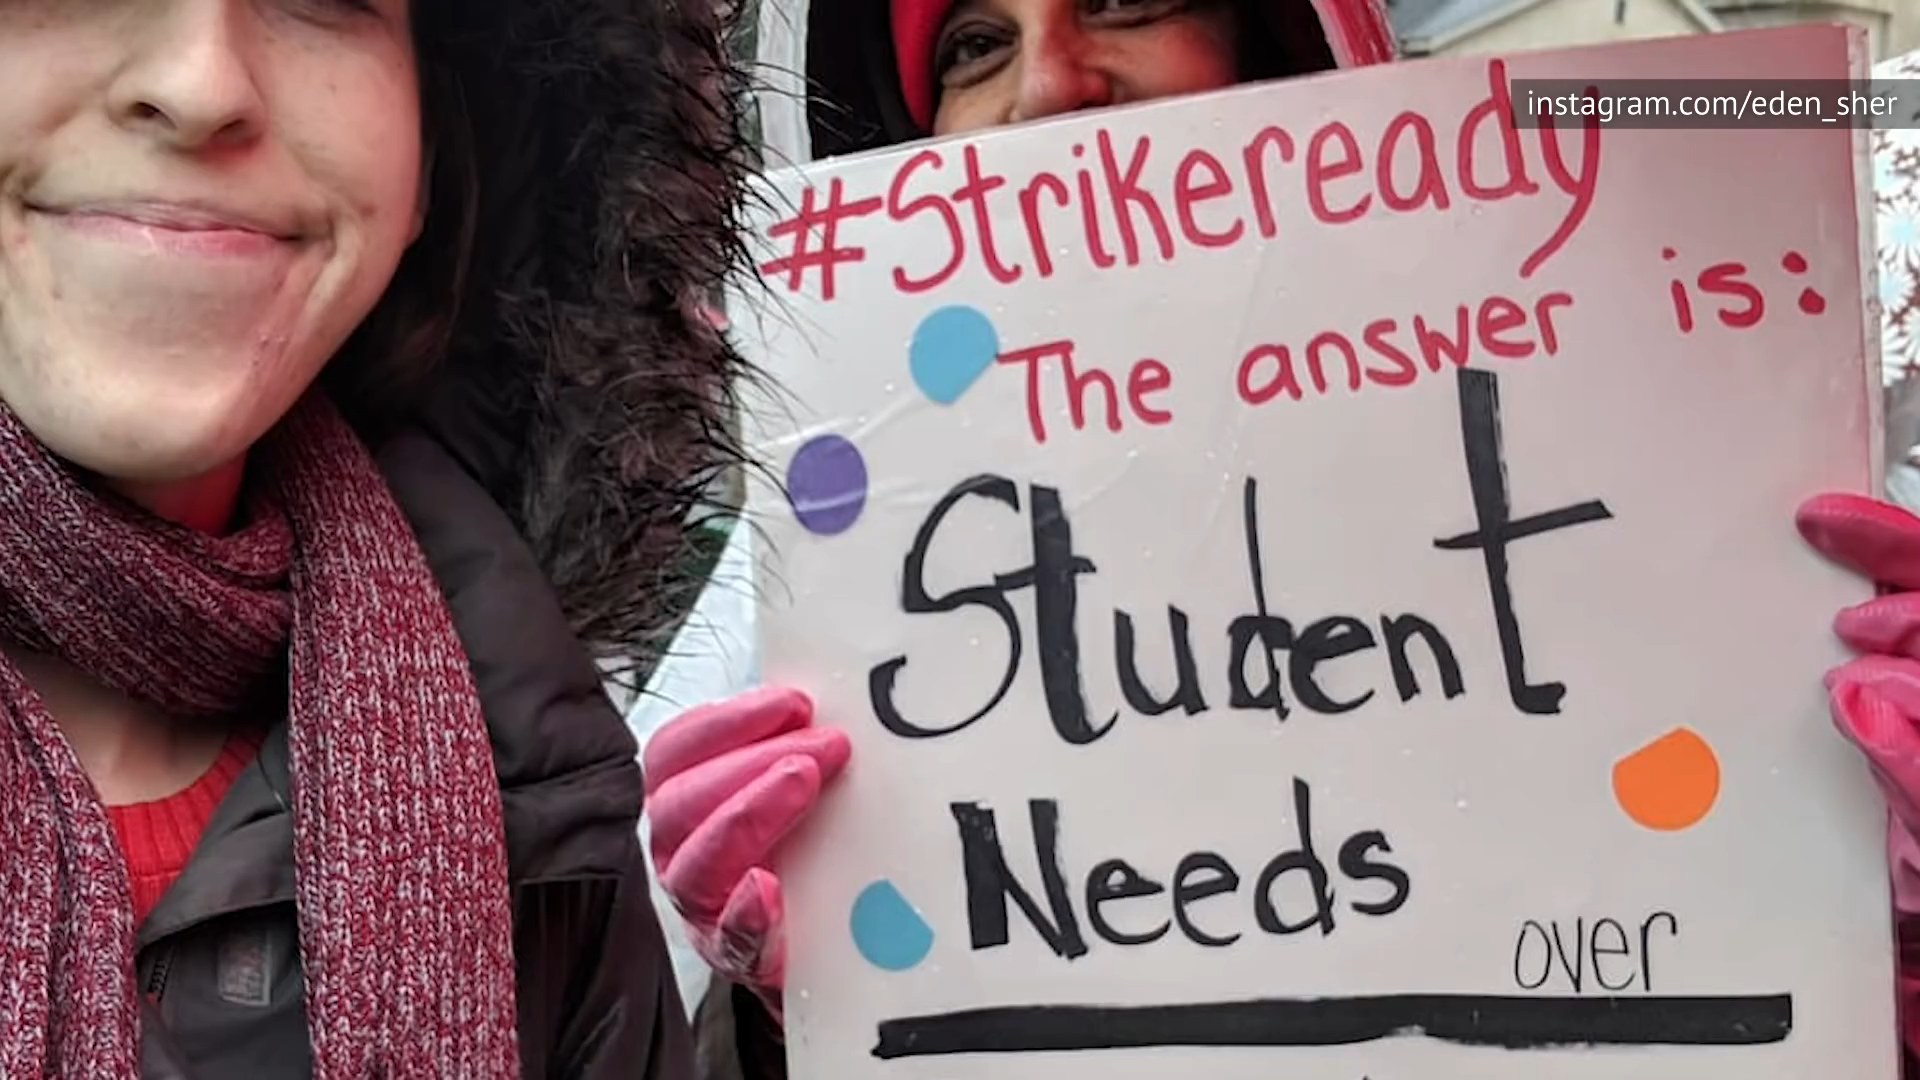 instagram.com/eden_sher
#Strikeready
The answer is:
Student
Needs
over